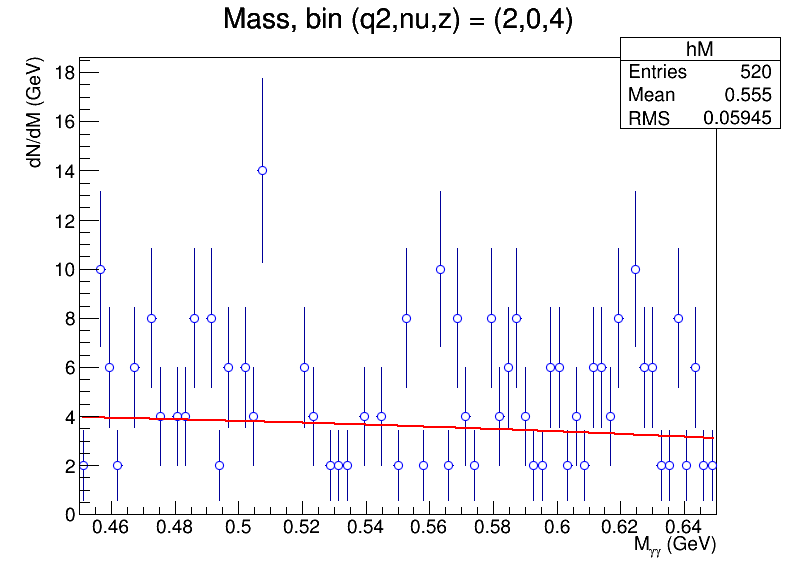 Mass, bin (q2,nu,z) = (2,0,4)
hM
Entries 520
Mean 0.555
RMS 0.05945
dN/dM (GeV)
18
16
14
12
10
8
6
4
2
0
0.46 0.48 0.5 0.52 0.54 0.56 0.58 0.6 0.62 0.64
Mγγ (GeV)